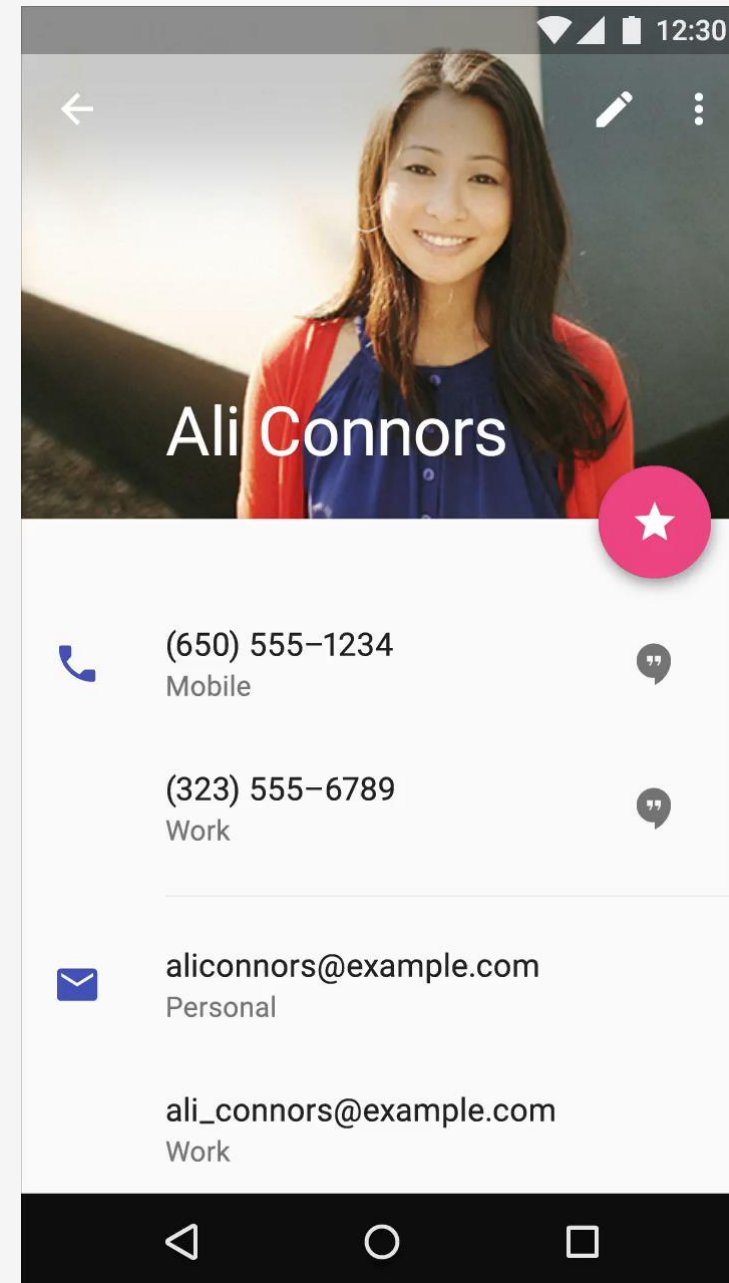 12:30
Ali Connors
(650) 555–1234
Mobile
(323) 555–6789
Work
aliconnors@example.com
Personal
ali_connors@example.com
Work